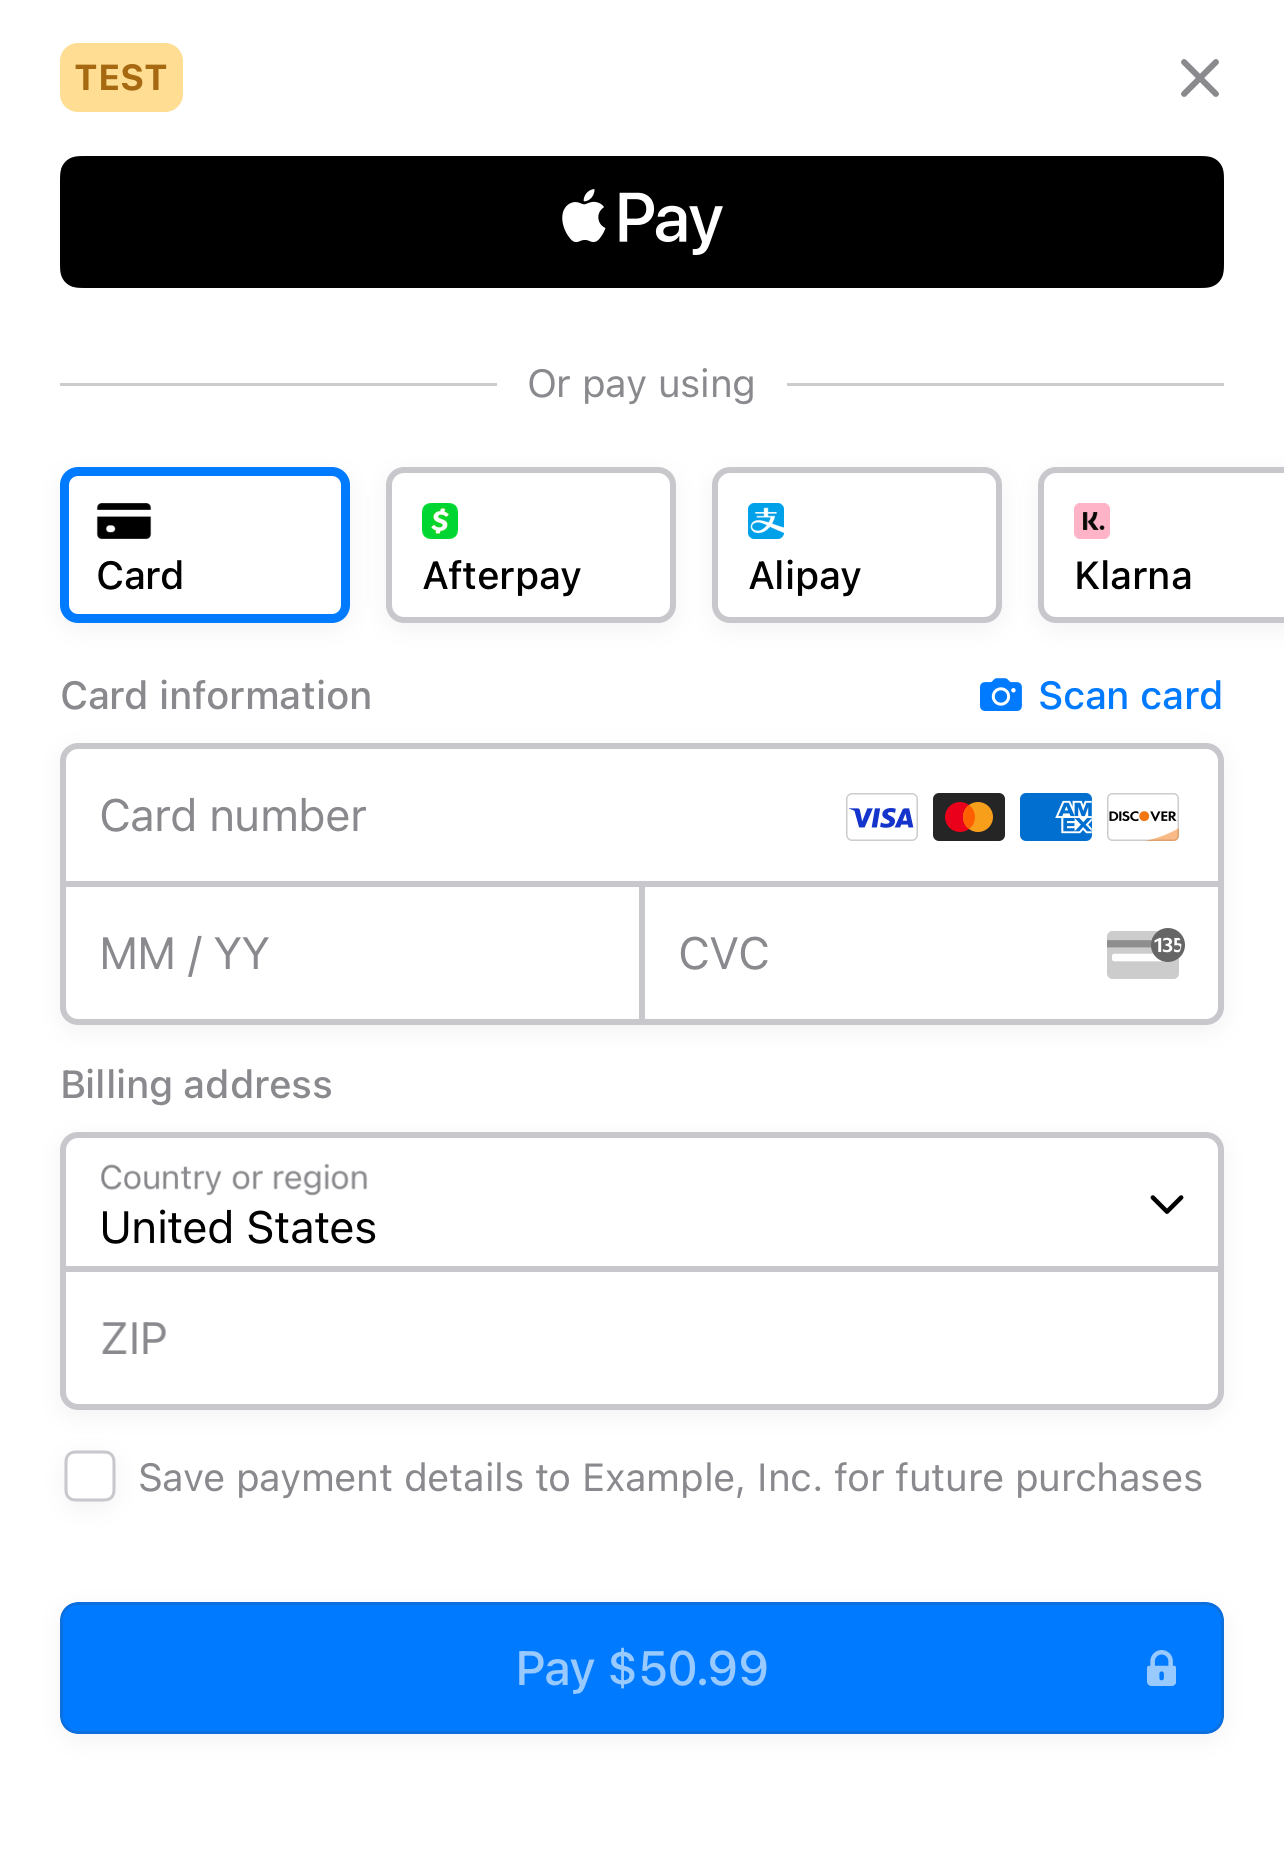 TEST
Pay
Or pay using
Card
Afterpay
Alipay
Klarna
Card information
Scan card
Card number
VISA
AM
EX
DISCOVER
MM / YY
CVC
135
Billing address
Country or region
United States
ZIP
Save payment details to Example, Inc. for future purchases
Pay $50.99